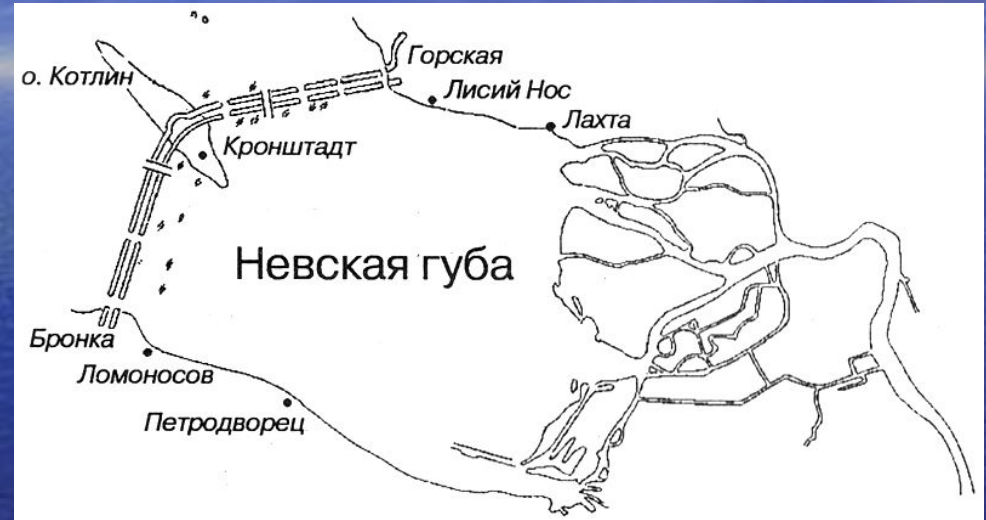 Горская
о. Котлин
Лисий Нос
Лахта
Кронштадт
Невская губа
Бронка
Ломоносов
Петродворец